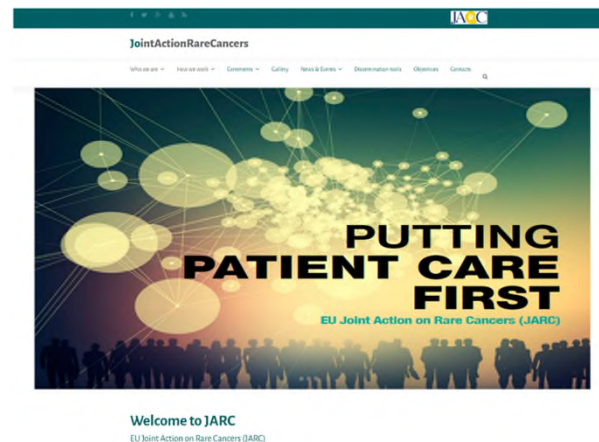 JARC
JointActionRareCancers
Who we are How we work Comments Gallery News & Events Dissemination tools Objectives Contacts
PUTTING
PATIENT CARE
FIRST
EU Joint Action on Rare Cancers (JARC)
Welcome to JARC
EU Joint Action on Rare Cancers (JARC)